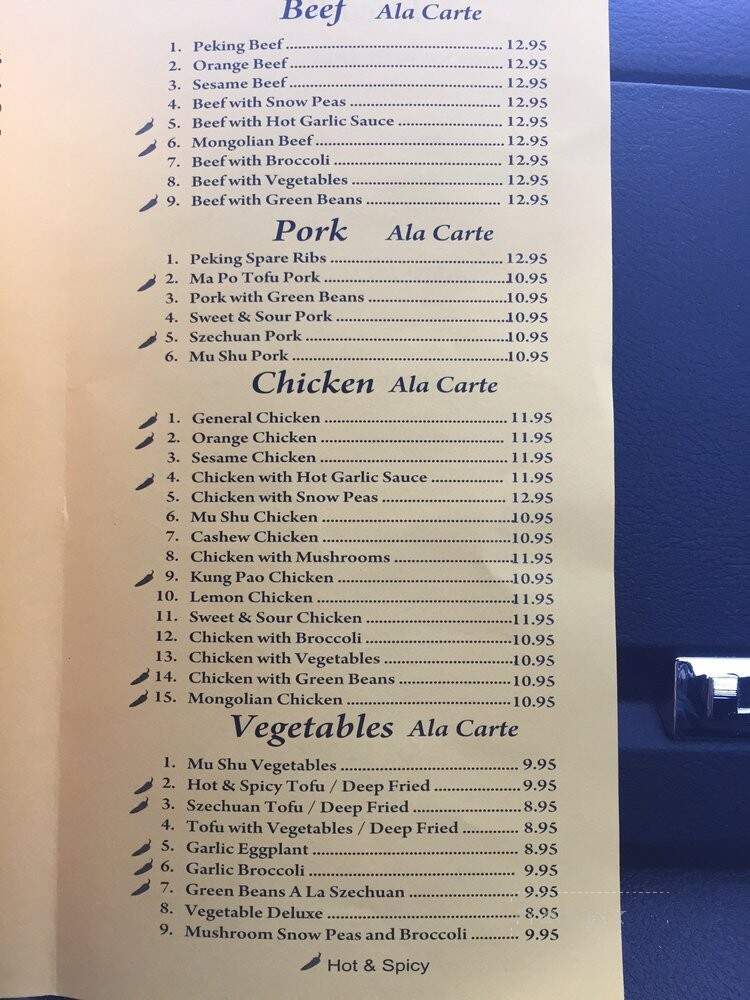 Beef Ala Carte
1. Peking Beef 12.95
2. Orange Beef 12.95
3. Sesame Beef 12.95
4. Beef with Snow Peas 12.95
5. Beef with Hot Garlic Sauce 12.95
6. Mongolian Beef 12.95
7. Beef with Broccoli 12.95
8. Beef with Vegetables 12.95
9. Beef with Green Beans 12.95
Pork Ala Carte
1. Peking Spare Ribs 12.95
2. Ma Po Tofu Pork 10.95
3. Pork with Green Beans 10.95
4. Sweet & Sour Pork 10.95
5. Szechuan Pork 10.95
6. Mu Shu Pork 10.95
Chicken Ala Carte
1. General Chicken 11.95
2. Orange Chicken 11.95
3. Sesame Chicken 11.95
4. Chicken with Hot Garlic Sauce 11.95
5. Chicken with Snow Peas 12.95
6. Mu Shu Chicken 10.95
7. Cashew Chicken 10.95
8. Chicken with Mushrooms 11.95
9. Kung Pao Chicken 10.95
10. Lemon Chicken 11.95
11. Sweet & Sour Chicken 11.95
12. Chicken with Broccoli 10.95
13. Chicken with Vegetables 10.95
14. Chicken with Green Beans 10.95
15. Mongolian Chicken 10.95
Vegetables Ala Carte
1. Mu Shu Vegetables 9.95
2. Hot & Spicy Tofu / Deep Fried 9.95
3. Szechuan Tofu / Deep Fried 8.95
4. Tofu with Vegetables / Deep Fried 8.95
5. Garlic Eggplant 8.95
6. Garlic Broccoli 9.95
7. Green Beans A La Szechuan 9.95
8. Vegetable Deluxe 8.95
9. Mushroom Snow Peas and Broccoli 9.95
Hot & Spicy